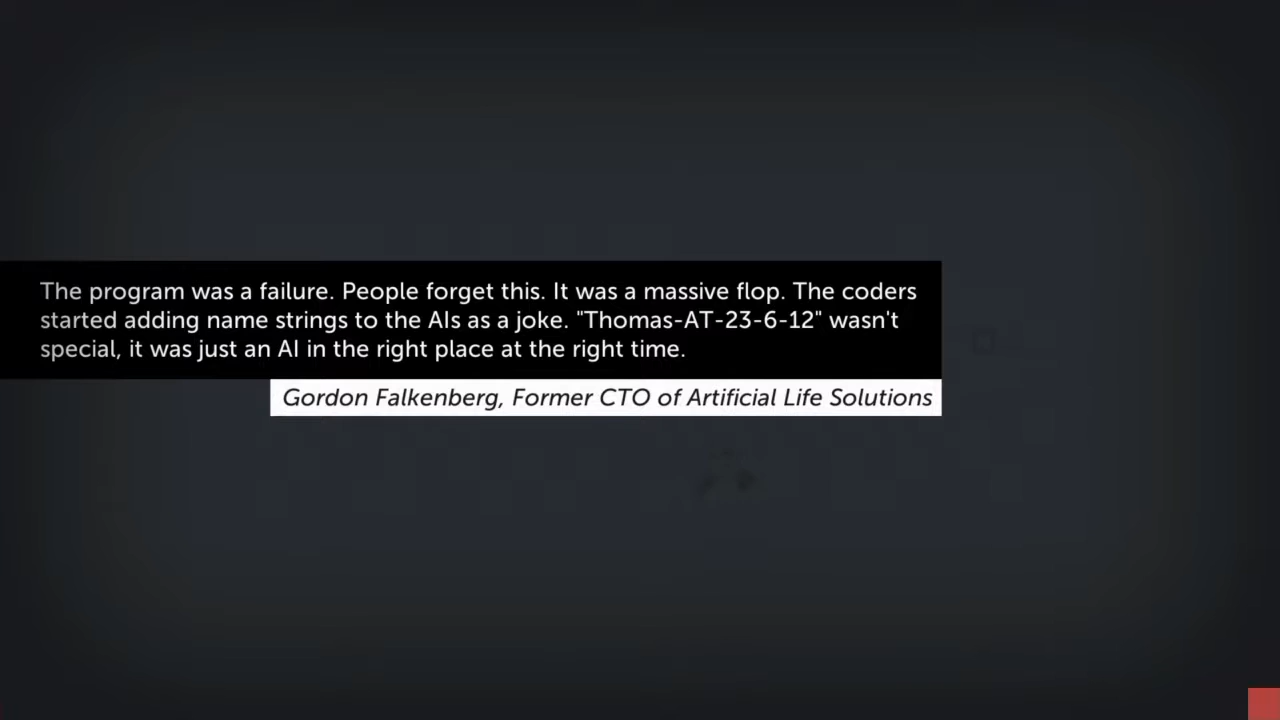 The program was a failure. People forget this. It was a massive flop. The coders
started adding name strings to the AIs as a joke. "Thomas-AT-23-6-12" wasn't
special, it was just an AI in the right place at the right time.
Gordon Falkenberg, Former CTO of Artificial Life Solutions